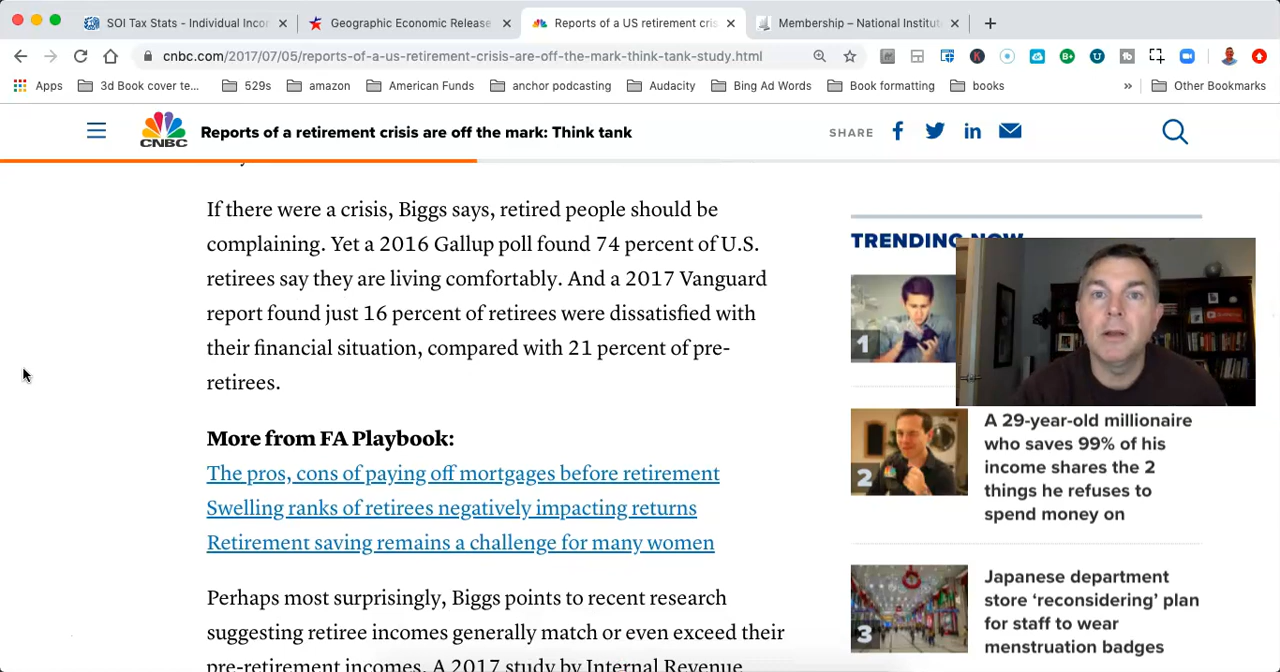 SOI Tax Stats - Individual Incor
Geographic Economic Release
Reports of a US retirement cris
Membership – National Institut
cnbc.com/2017/07/05/reports-of-a-us-retirement-crisis-are-off-the-mark-think-tank-study.html
Apps
3d Book cover te...
529s
amazon
American Funds
anchor podcasting
Audacity
Bing Ad Words
Book formatting
books
»
Other Bookmarks
CNBC
Reports of a retirement crisis are off the mark: Think tank
SHARE
If there were a crisis, Biggs says, retired people should be
complaining. Yet a 2016 Gallup poll found 74 percent of U.S.
retirees say they are living comfortably. And a 2017 Vanguard
report found just 16 percent of retirees were dissatisfied with
their financial situation, compared with 21 percent of pre-
retirees.
More from FA Playbook:
The pros, cons of paying off mortgages before retirement
Swelling ranks of retirees negatively impacting returns
Retirement saving remains a challenge for many women
Perhaps most surprisingly, Biggs points to recent research
suggesting retiree incomes generally match or even exceed their
pre-retirement incomes. A 2017 study by Internal Revenue
TRENDING NOW
1
2
A 29-year-old millionaire
who saves 99% of his
income shares the 2
things he refuses to
spend money on
3
Japanese department
store ‘reconsidering’ plan
for staff to wear
menstruation badges